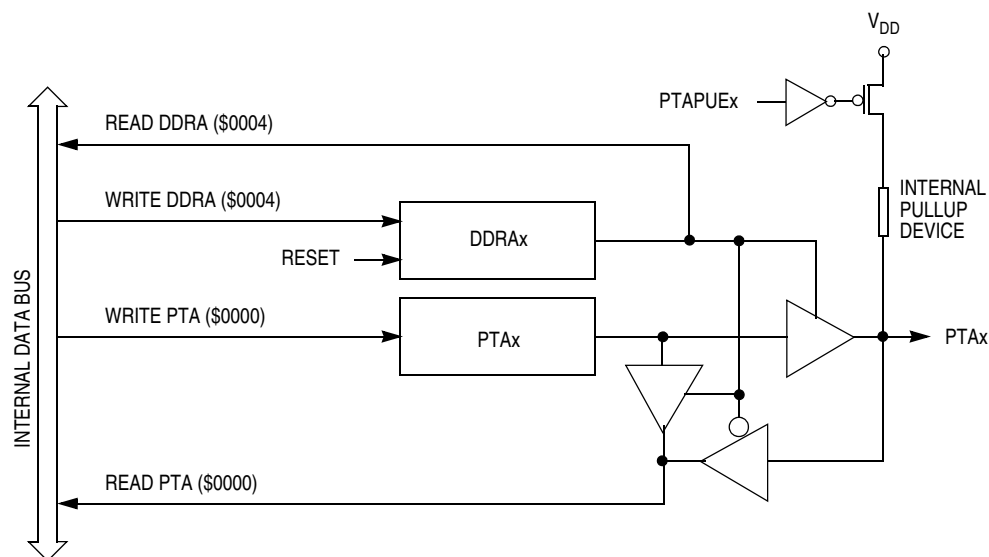 VDD
PTAPUEx
READ DDRA ($0004)
WRITE DDRA ($0004)
INTERNAL
PULLUP
DEVICE
DDRAx
RESET
INTERNAL DATA BUS
WRITE PTA ($0000)
PTAx
PTAx
READ PTA ($0000)